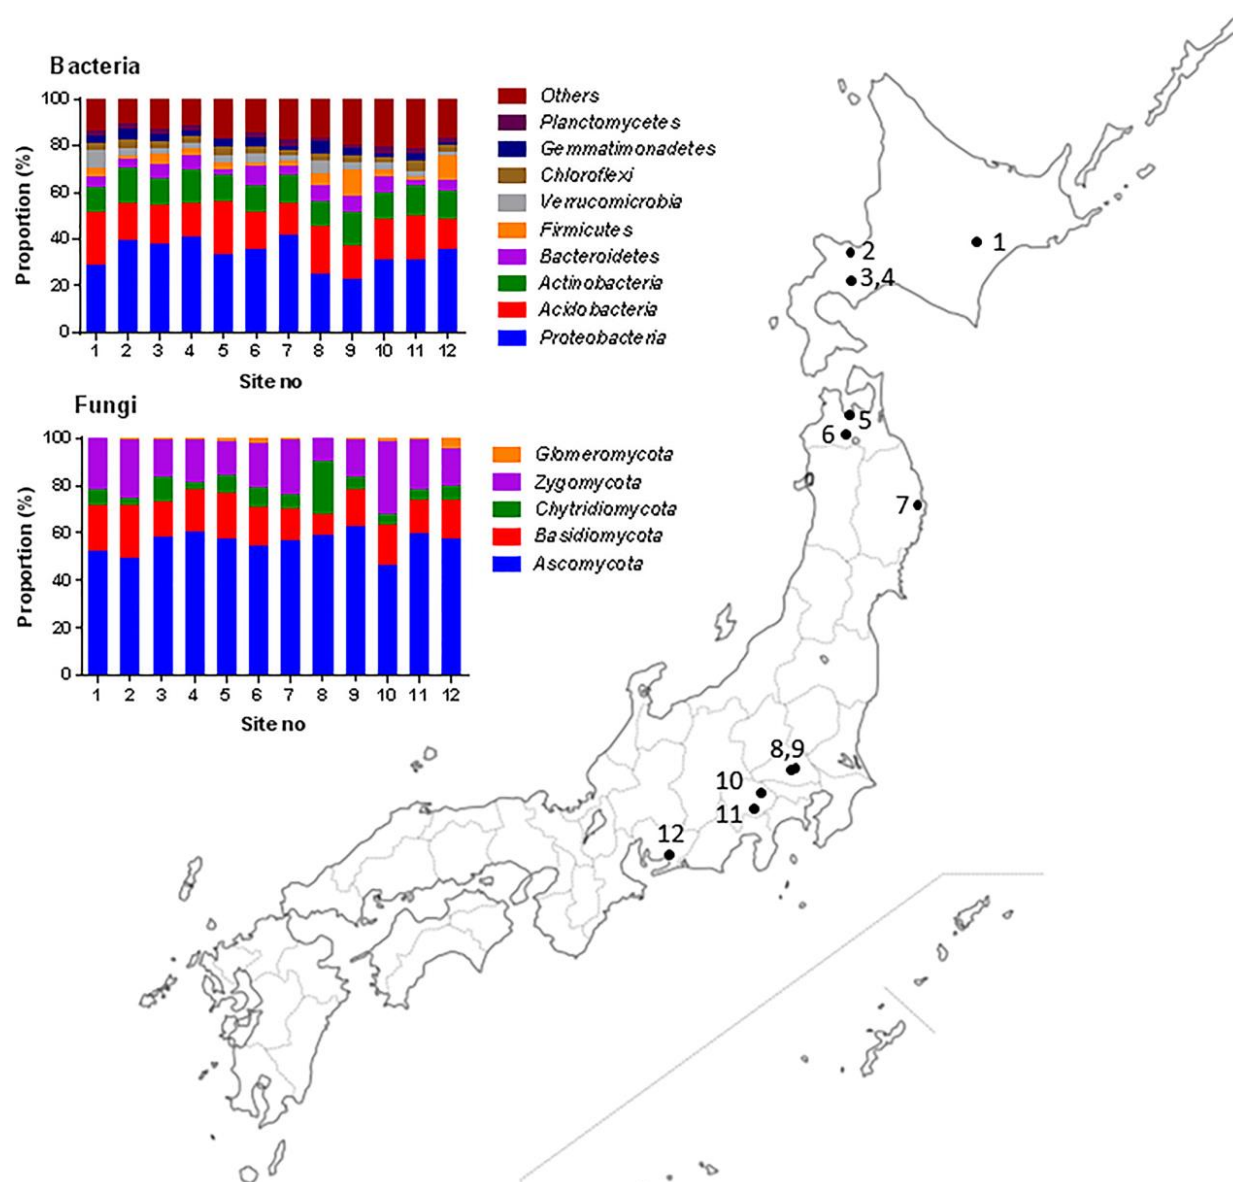 Bacteria
Proportion (%)
100
80
60
40
20
0
1 2 3 4 5 6 7 8 9 10 11 12
Site no
Others
Planctomycetes
Gemmatimonadetes
Chloroflexi
Verrucomicrobia
Firmicutes
Bacteroidetes
Actinobacteria
Acidobacteria
Proteobacteria
Fungi
Proportion (%)
100
80
60
40
20
0
1 2 3 4 5 6 7 8 9 10 11 12
Site no
Glomeromycota
Zygomycota
Chytridiomycota
Basidiomycota
Ascomycota
1
2
3,4
5
6
7
8,9
10
11
12